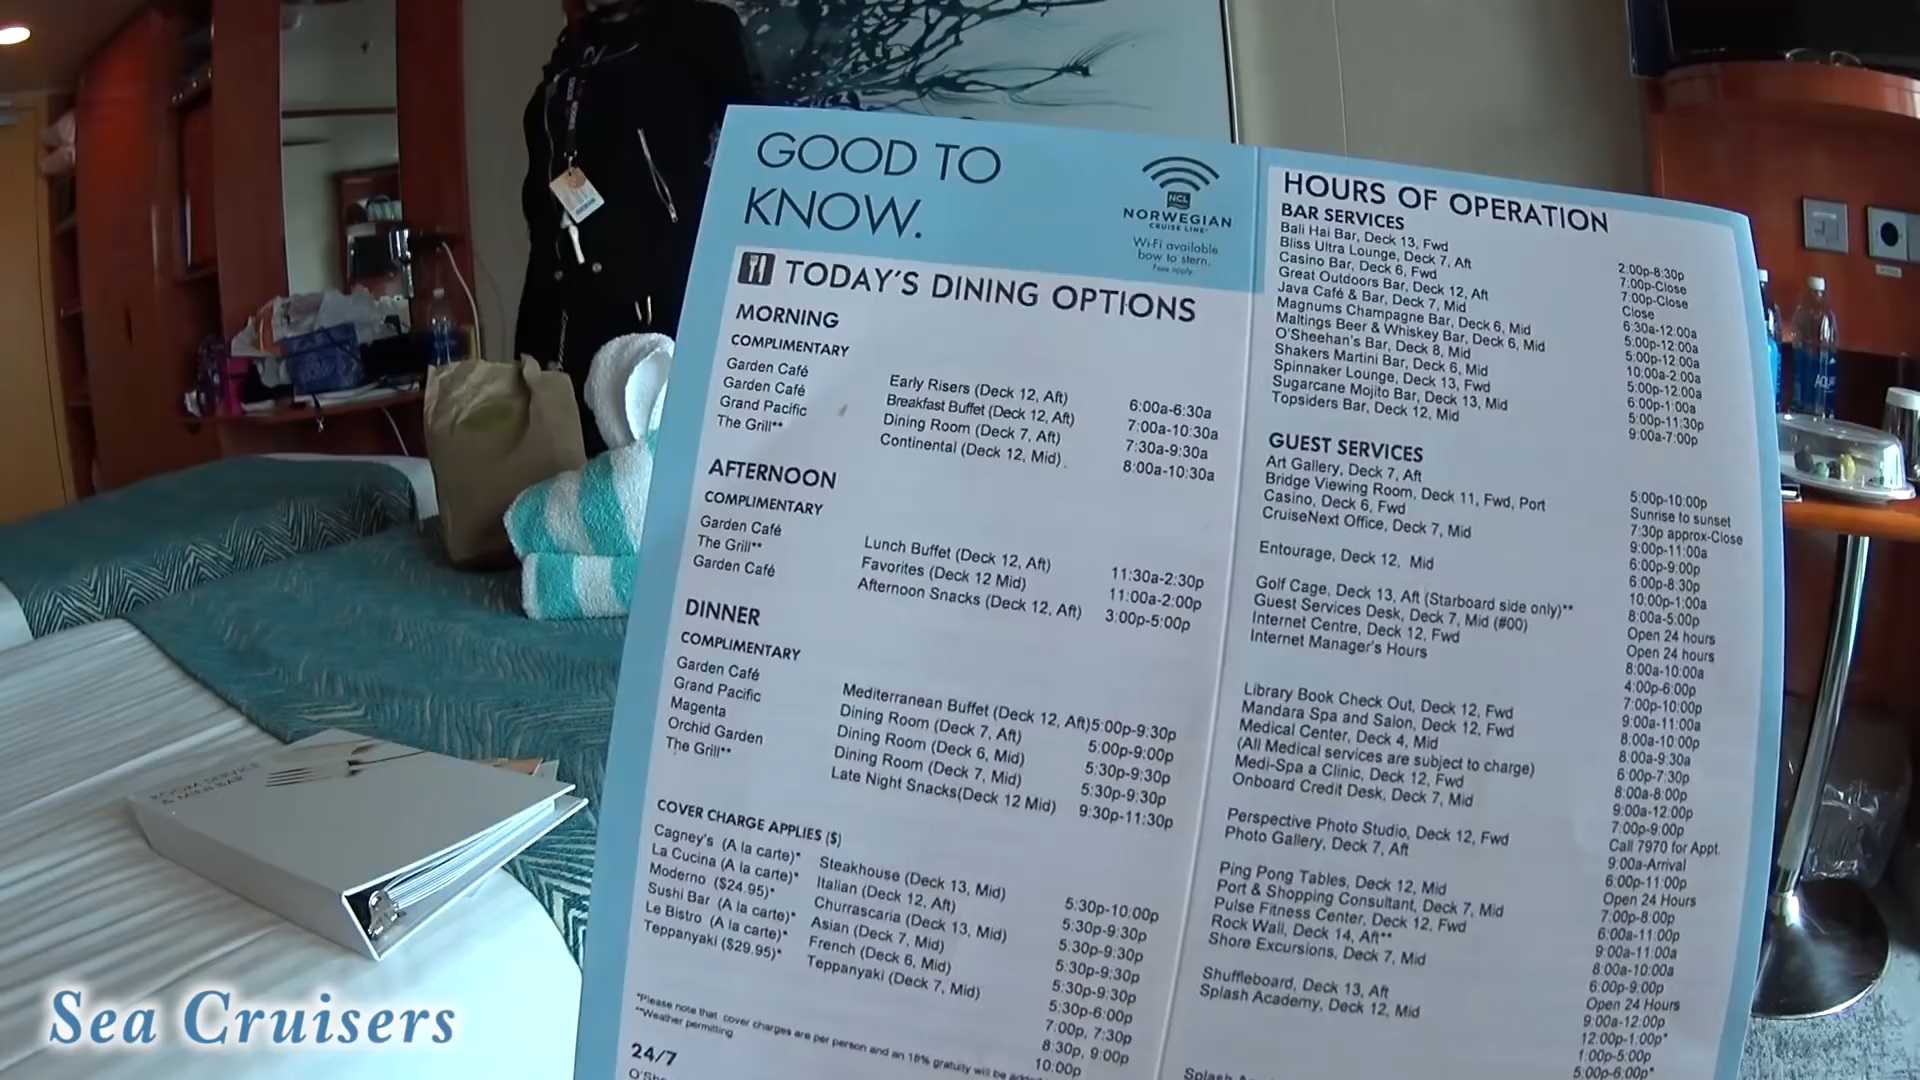 GOOD TO
KNOW.
NCL
NORWEGIAN
CRUISE LINE
Wi-Fi available
bow to stern.
Fees apply.
TODAY'S DINING OPTIONS
MORNING
COMPLIMENTARY
Garden Café Early Risers (Deck 12, Aft) 6:00a-6:30a
Garden Café Breakfast Buffet (Deck 12, Aft) 7:00a-10:30a
Grand Pacific Dining Room (Deck 7, Aft) 7:30a-9:30a
The Grill** Continental (Deck 12, Mid) 8:00a-10:30a
AFTERNOON
COMPLIMENTARY
Garden Café Lunch Buffet (Deck 12, Aft) 11:30a-2:30p
The Grill** Favorites (Deck 12 Mid) 11:00a-2:00p
Garden Café Afternoon Snacks (Deck 12, Aft) 3:00p-5:00p
DINNER
COMPLIMENTARY
Garden Café Mediterranean Buffet (Deck 12, Aft) 5:00p-9:30p
Grand Pacific Dining Room (Deck 7, Aft) 5:00p-9:00p
Magenta Dining Room (Deck 6, Mid) 5:30p-9:30p
Orchid Garden Dining Room (Deck 7, Mid) 5:30p-9:30p
The Grill** Late Night Snacks(Deck 12 Mid) 9:30p-11:30p
COVER CHARGE APPLIES ($)
Cagney's (A la carte)* Steakhouse (Deck 13, Mid) 5:30p-10:00p
La Cucina (A la carte)* Italian (Deck 12, Aft) 5:30p-9:30p
Moderno ($24.95)* Churrascaria (Deck 13, Mid) 5:30p-9:30p
Sushi Bar (A la carte)* Asian (Deck 7, Mid) 5:30p-9:30p
Le Bistro (A la carte)* French (Deck 6, Mid) 5:30p-9:30p
Teppanyaki ($29.95)* Teppanyaki (Deck 7, Mid) 5:30p-6:00p
7:00p, 7:30p
8:30p, 9:00p
10:00p
*Please note that cover charges are per person and an 18% gratuity will be
**Weather permitting
24/7
HOURS OF OPERATION
BAR SERVICES
Bali Hai Bar, Deck 13, Fwd 2:00p-8:30p
Bliss Ultra Lounge, Deck 7, Aft 7:00p-Close
Casino Bar, Deck 6, Fwd 7:00p-Close
Great Outdoors Bar, Deck 12, Aft Close
Java Café & Bar, Deck 7, Mid 6:30a-12:00a
Magnums Champagne Bar, Deck 6, Mid 5:00p-12:00a
Maltings Beer & Whiskey Bar, Deck 6, Mid 5:00p-12:00a
O'Sheehan's Bar, Deck 8, Mid 10:00a-2:00a
Shakers Martini Bar, Deck 6, Mid 5:00p-12:00a
Spinnaker Lounge, Deck 13, Fwd 6:00p-1:00a
Sugarcane Mojito Bar, Deck 13, Mid 5:00p-11:30p
Topsiders Bar, Deck 12, Mid 9:00a-7:00p
GUEST SERVICES
Art Gallery, Deck 7, Aft 5:00p-10:00p
Bridge Viewing Room, Deck 11, Fwd, Port Sunrise to sunset
Casino, Deck 6, Fwd 7:30p approx-Close
CruiseNext Office, Deck 7, Mid 9:00a-11:00a
6:00p-9:00p
Entourage, Deck 12, Mid 6:00p-8:30p
10:00p-1:00a
Golf Cage, Deck 13, Aft (Starboard side only)** 8:00a-5:00p
Guest Services Desk, Deck 7, Mid (#00) Open 24 hours
Internet Centre, Deck 12, Fwd Open 24 hours
Internet Manager's Hours 8:00a-10:00a
4:00p-6:00p
7:00p-10:00p
Library Book Check Out, Deck 12, Fwd 9:00a-11:00a
Mandara Spa and Salon, Deck 12, Fwd 8:00a-10:00p
Medical Center, Deck 4, Mid 8:00a-9:30a
(All Medical services are subject to charge) 6:00p-7:30p
Medi-Spa a Clinic, Deck 12, Fwd 8:00a-8:00p
Onboard Credit Desk, Deck 7, Mid 9:00a-12:00p
7:00p-9:00p
Perspective Photo Studio, Deck 12, Fwd Call 7970 for Appt.
Photo Gallery, Deck 7, Aft 9:00a-Arrival
6:00p-11:00p
Ping Pong Tables, Deck 12, Mid Open 24 Hours
Port & Shopping Consultant, Deck 7, Mid 7:00p-8:00p
Pulse Fitness Center, Deck 12, Fwd 6:00a-11:00p
Rock Wall, Deck 14, Aft** 9:00a-11:00a
Shore Excursions, Deck 7, Mid 8:00a-10:00a
6:00p-9:00p
Shuffleboard, Deck 13, Aft Open 24 Hours
Splash Academy, Deck 12, Mid 9:00a-12:00p
12:00p-1:00p*
1:00p-5:00p
5:00p-6:00p*
ROOM SERVICE
& MINI BAR
Sea Cruisers